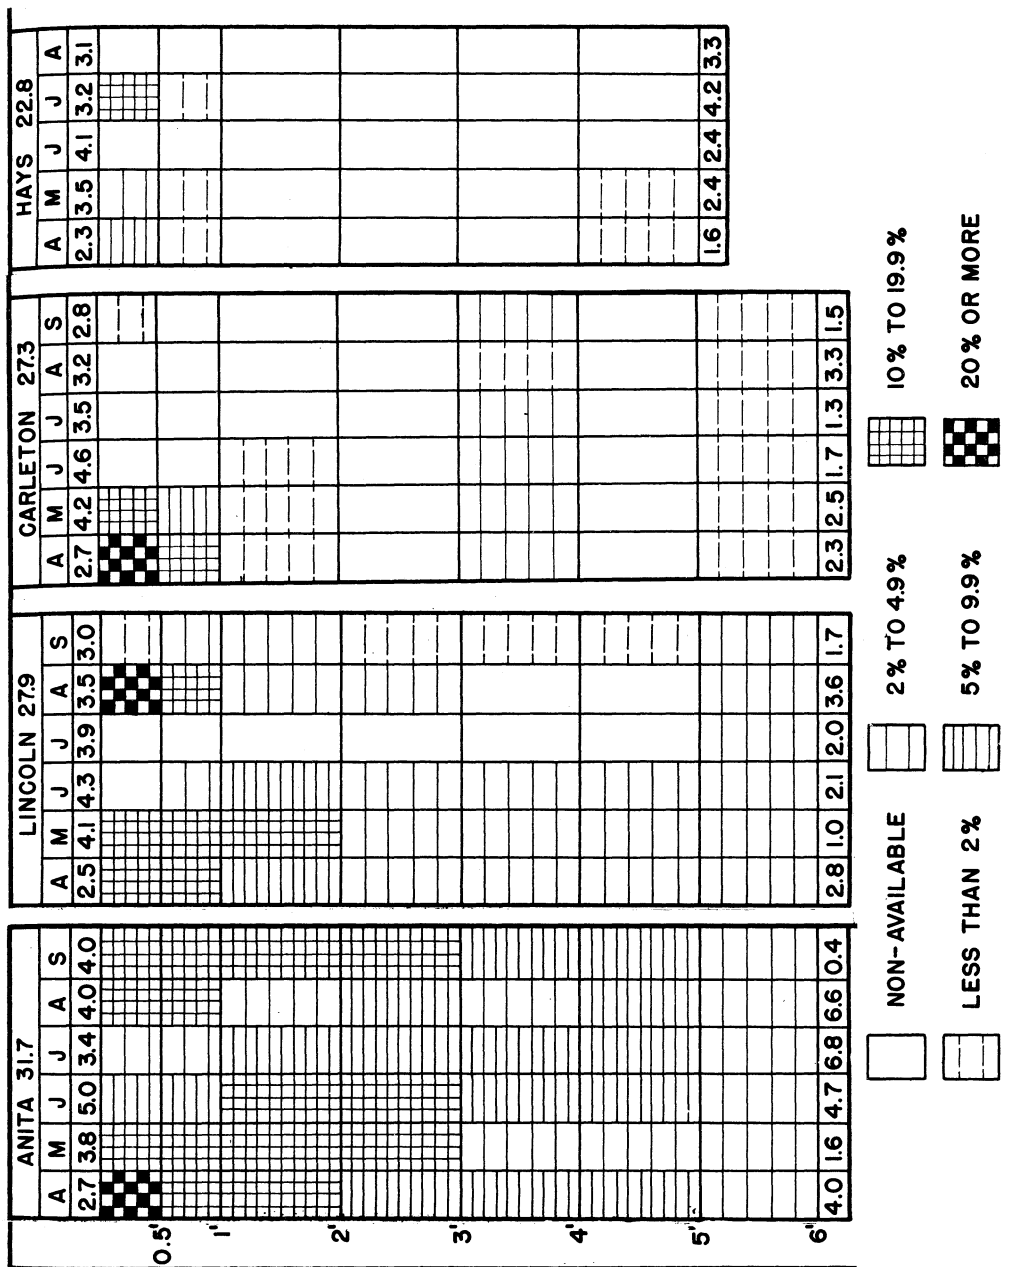 ANITA 31.7
A M J J A S
2.7 3.8 5.0 3.4 4.0 4.0
4.0 1.6 4.7 6.8 6.6 0.4
LINCOLN 27.9
A M J J A S
2.5 4.1 4.3 3.9 3.5 3.0
2.8 1.0 2.1 2.0 3.6 1.7
CARLETON 27.3
A M J J A S
2.7 4.2 4.6 3.5 3.2 2.8
2.3 2.5 1.7 1.3 3.3 1.5
HAYS 22.8
A M J J A
2.3 3.5 4.1 3.2 3.1
1.6 2.4 2.4 4.2 3.3
0.5'
1'
2'
3'
4'
5'
6'
NON-AVAILABLE
2% TO 4.9%
10% TO 19.9%
LESS THAN 2%
5% TO 9.9%
20% OR MORE